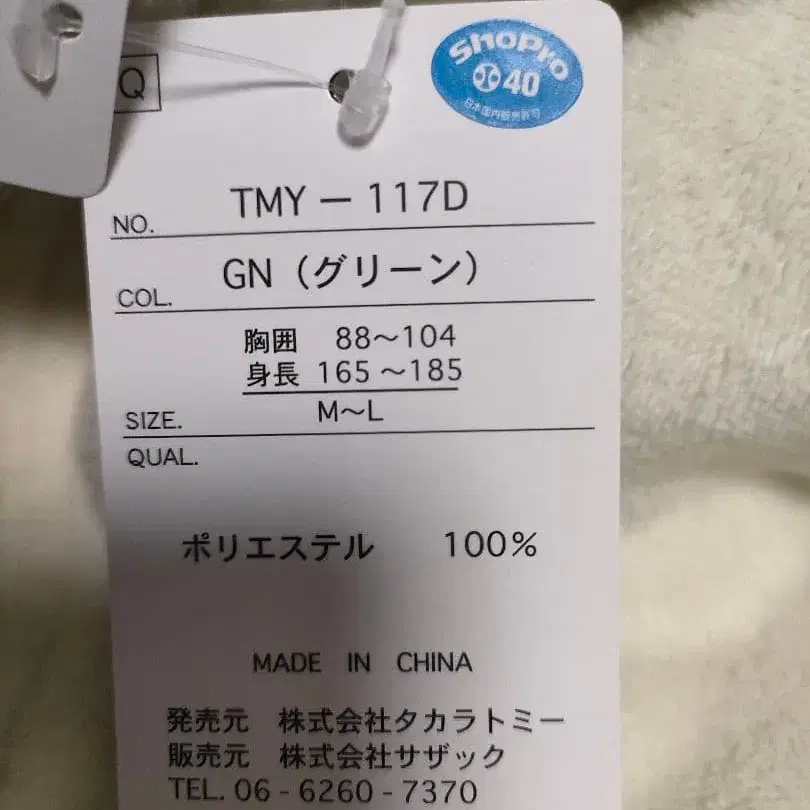 Q
ShoPro
40
日本国内販売許可
NO. TMY－117D
COL. GN（グリーン）
胸囲 88～104
身長 165～185
SIZE. M～L
QUAL.
ポリエステル 100%
MADE IN CHINA
発売元 株式会社タカラトミー
販売元 株式会社サザック
TEL. 06-6260-7370